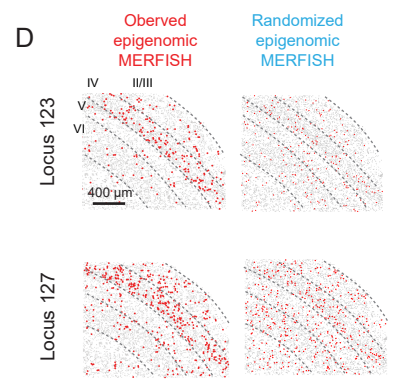 D
Oberved
epigenomic
MERFISH
Randomized
epigenomic
MERFISH
IV
II/III
V
VI
Locus 123
400 μm
Locus 127